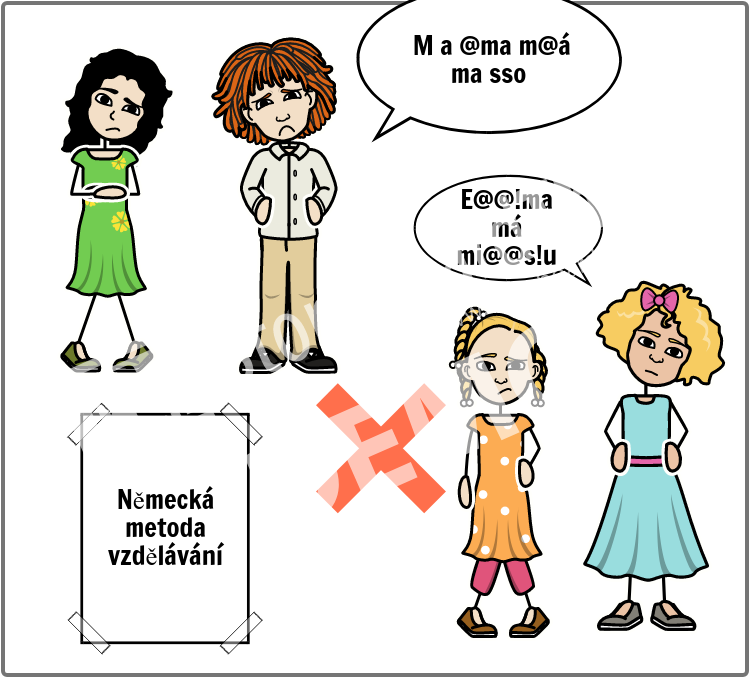 M a @ma m@á
ma sso
E@@!ma
má
mi@@s!u
Německá
metoda
vzdělávání